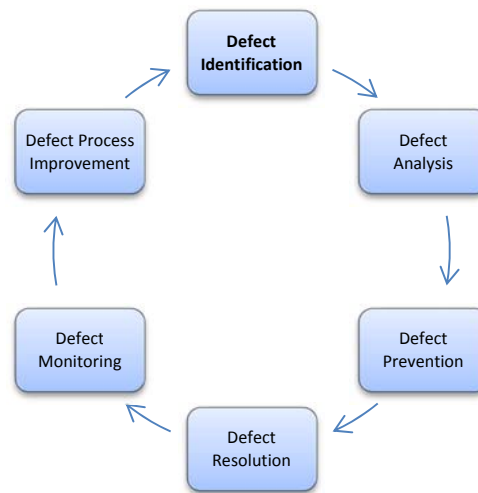 Defect
Identification
Defect
Analysis
Defect
Prevention
Defect
Resolution
Defect
Monitoring
Defect Process
Improvement